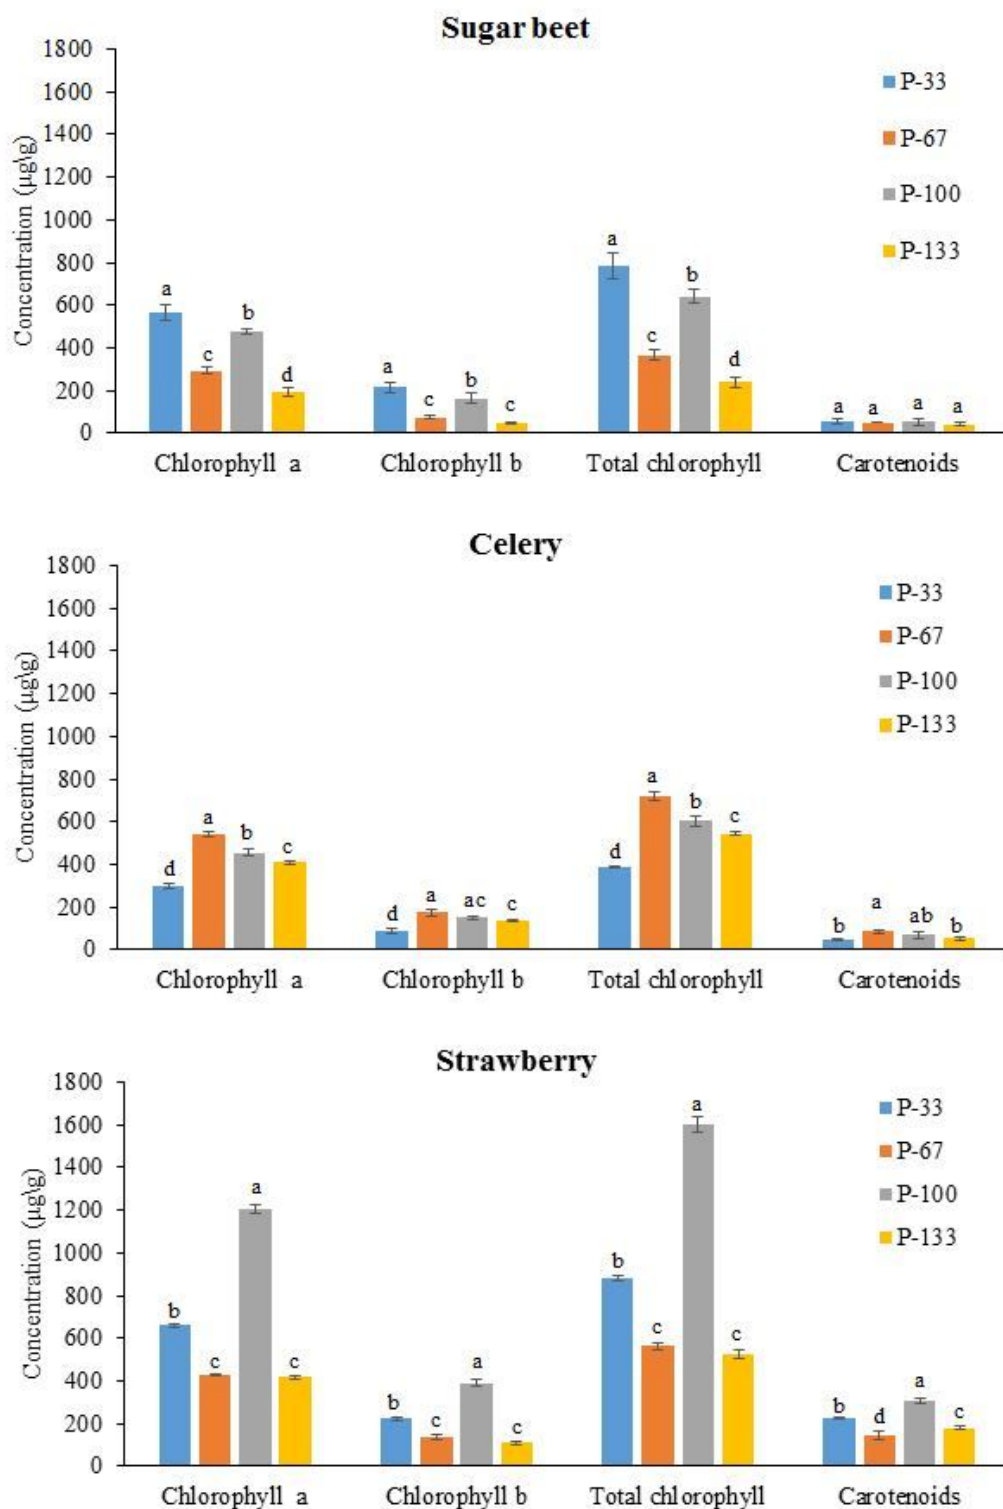 Sugar beet
Concentration (µg\g)
1800
1600
1400
1200
1000
800
600
400
200
0
P-33
P-67
P-100
P-133
a
c
b
d
a
c
b
c
a
c
b
d
a
a
a
a
Chlorophyll a
Chlorophyll b
Total chlorophyll
Carotenoids
Celery
Concentration (µg\g)
1800
1600
1400
1200
1000
800
600
400
200
0
P-33
P-67
P-100
P-133
d
a
b
c
d
a
ac
c
d
a
b
c
b
a
ab
b
Chlorophyll a
Chlorophyll b
Total chlorophyll
Carotenoids
Strawberry
Concentration (µg\g)
1800
1600
1400
1200
1000
800
600
400
200
0
P-33
P-67
P-100
P-133
b
c
a
c
b
c
a
c
b
c
a
c
b
d
a
c
Chlorophyll a
Chlorophyll b
Total chlorophyll
Carotenoids